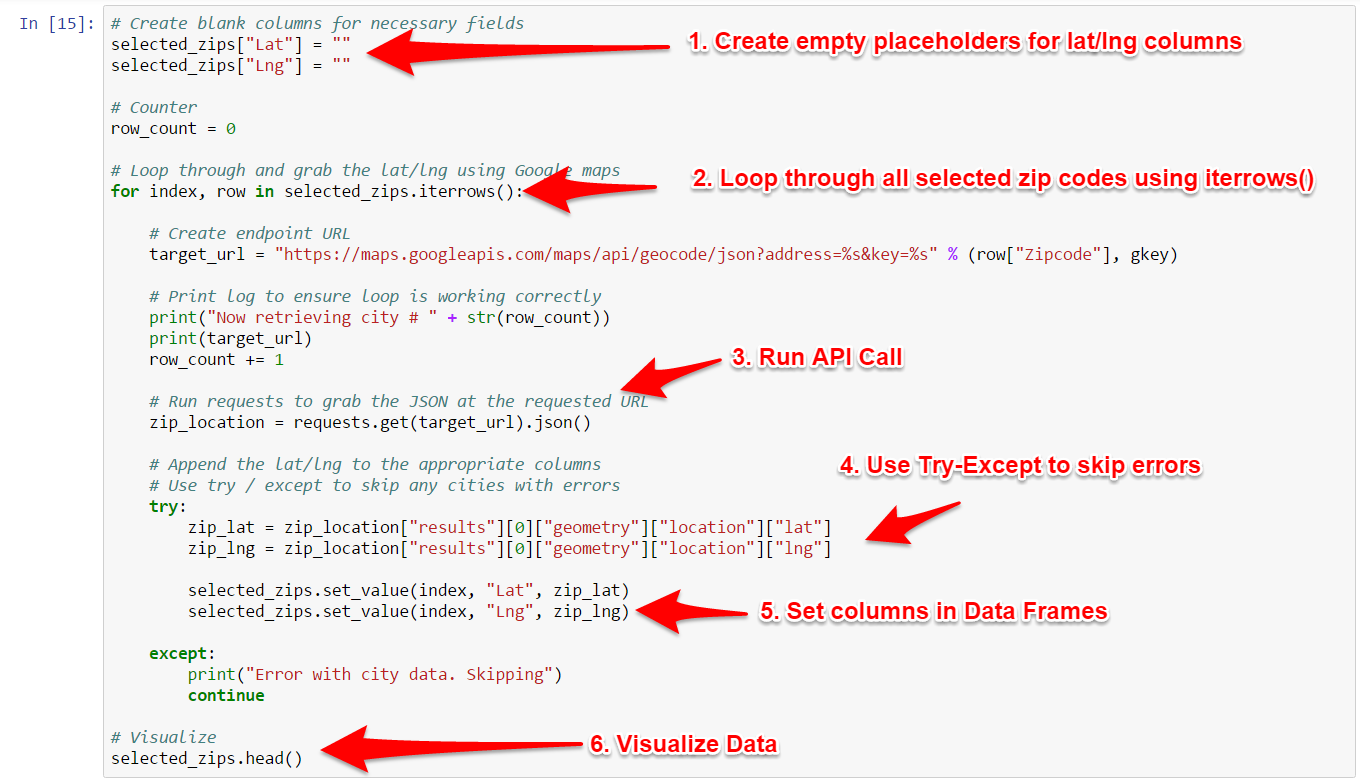 In [15]:
# Create blank columns for necessary fields
selected_zips["Lat"] = ""
selected_zips["Lng"] = ""
1. Create empty placeholders for lat/lng columns
# Counter
row_count = 0
# Loop through and grab the lat/lng using Google maps
for index, row in selected_zips.iterrows():
2. Loop through all selected zip codes using iterrows()
# Create endpoint URL
target_url = "https://maps.googleapis.com/maps/api/geocode/json?address=%s&key=%s" % (row["Zipcode"], gkey)
# Print log to ensure loop is working correctly
print("Now retrieving city # " + str(row_count))
print(target_url)
row_count += 1
3. Run API Call
# Run requests to grab the JSON at the requested URL
zip_location = requests.get(target_url).json()
# Append the lat/lng to the appropriate columns
# Use try / except to skip any cities with errors
4. Use Try-Except to skip errors
try:
zip_lat = zip_location["results"][0]["geometry"]["location"]["lat"]
zip_lng = zip_location["results"][0]["geometry"]["location"]["lng"]
selected_zips.set_value(index, "Lat", zip_lat)
selected_zips.set_value(index, "Lng", zip_lng)
5. Set columns in Data Frames
except:
print("Error with city data. Skipping")
continue
# Visualize
selected_zips.head()
6. Visualize Data